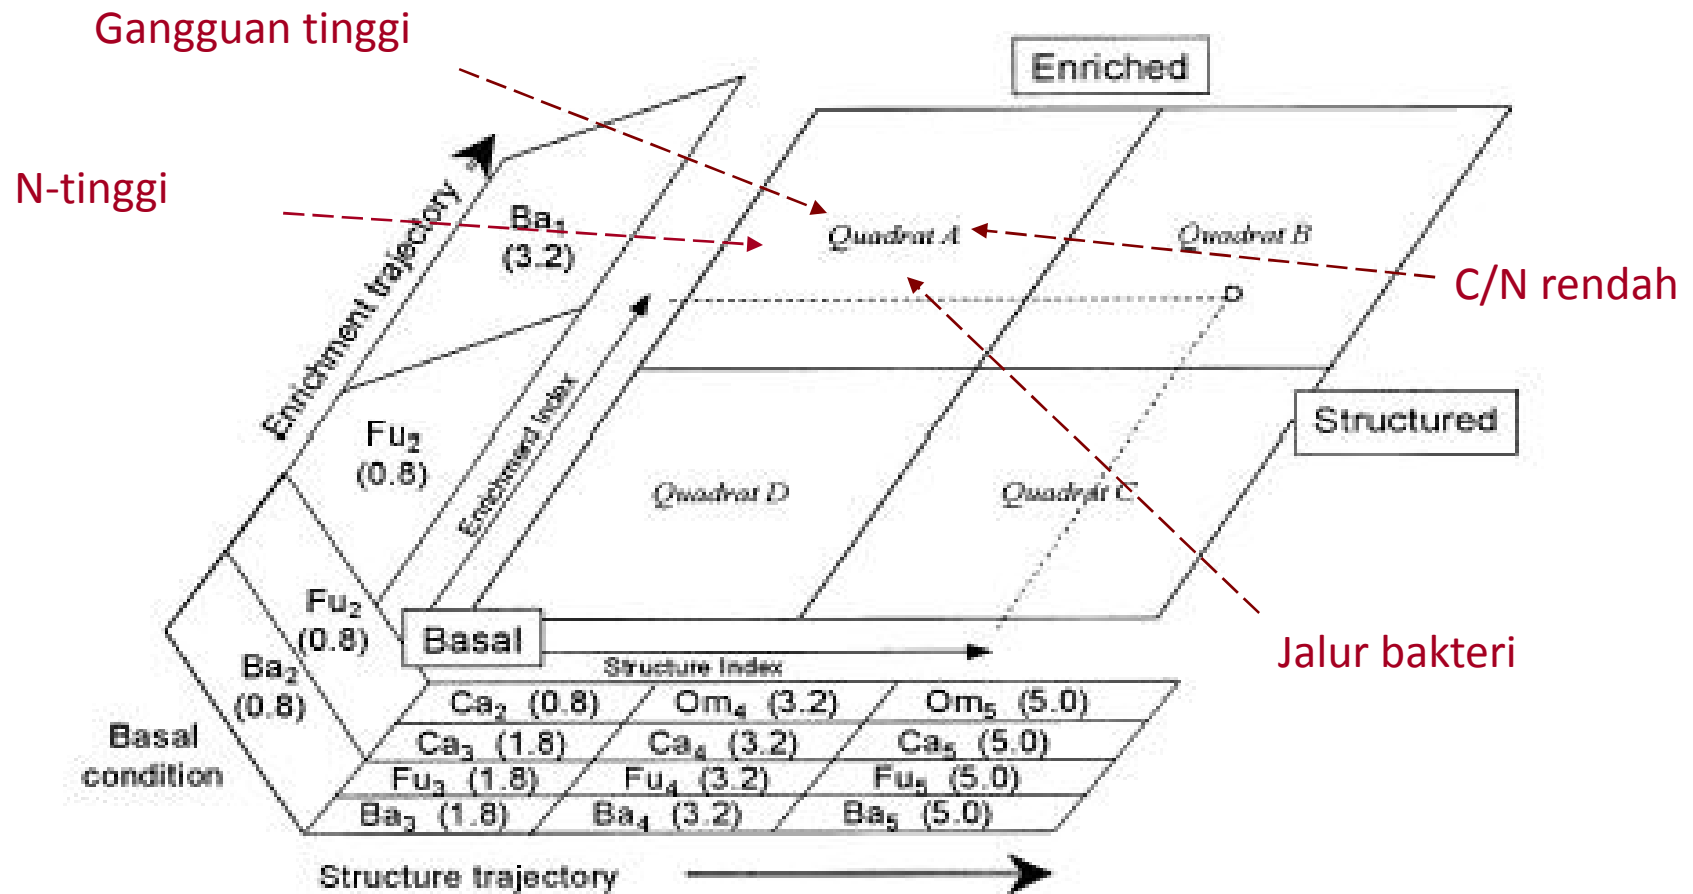 Gangguan tinggi
Enriched
N-tinggi
Enrichment trajectory
Ba₁
(3.2)
Quadrat A
Quadrat B
C/N rendah
Enrichment Index
Structured
Fu₂
(0.8)
Quadrat D
Quadrat C
Fu₂
(0.8)
Basal
Jalur bakteri
Structure Index
Ba₂
(0.8)
Basal
condition
Ca₂ (0.8) Om₄ (3.2) Om₅ (5.0)
Ca₃ (1.8) Ca₄ (3.2) Ca₅ (5.0)
Fu₃ (1.8) Fu₄ (3.2) Fu₅ (5.0)
Ba₃ (1.8) Ba₄ (3.2) Ba₅ (5.0)
Structure trajectory